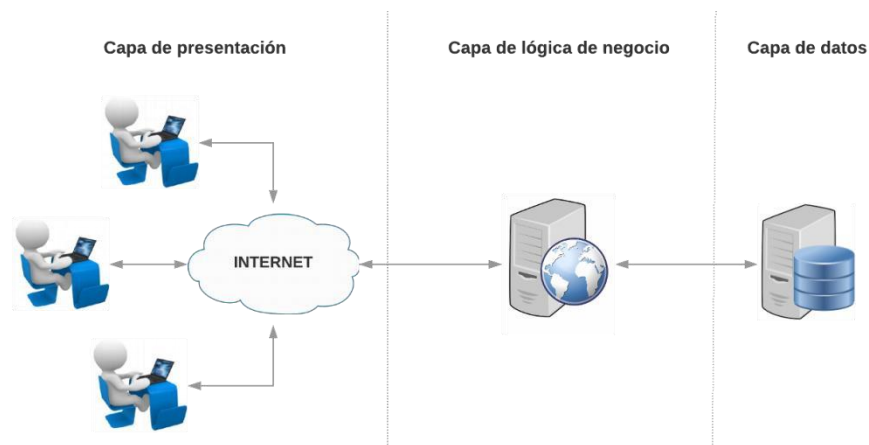 Capa de presentación
Capa de lógica de negocio
Capa de datos
INTERNET